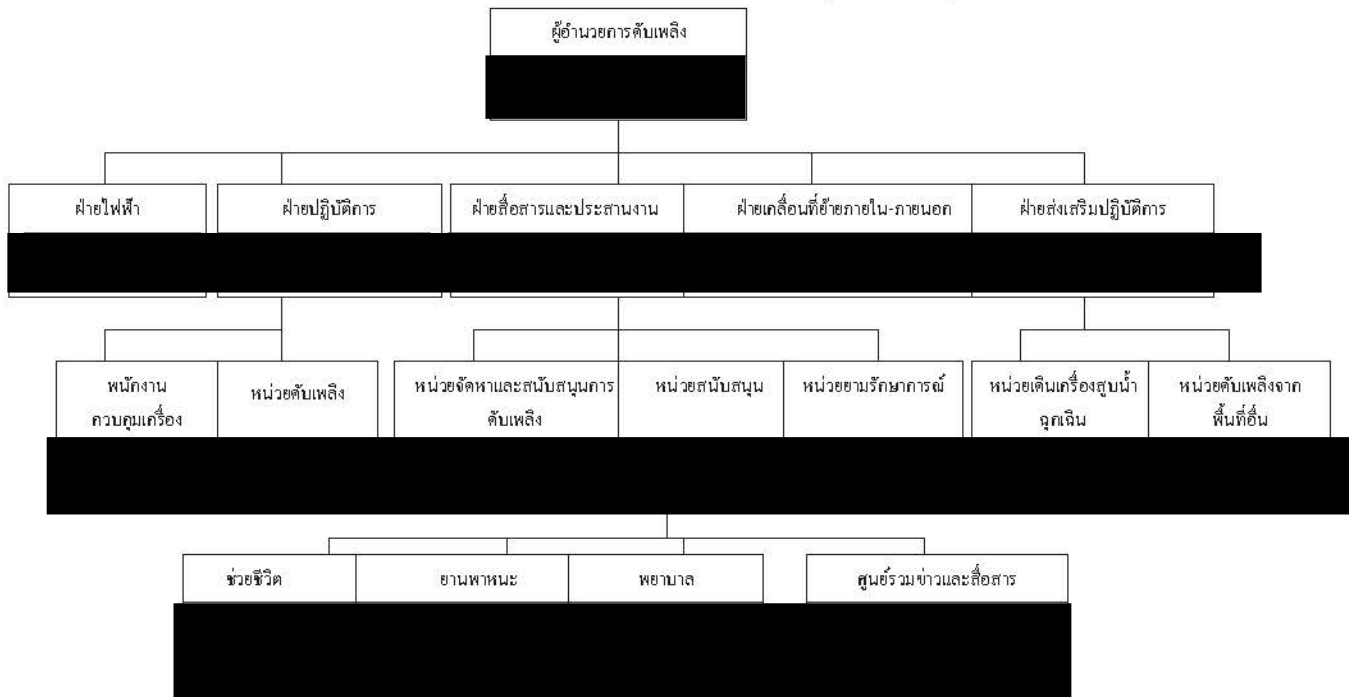 ผู้อำนวยการดับเพลิง
ฝ่ายไฟฟ้า
ฝ่ายปฏิบัติการ
ฝ่ายสื่อสารและประสานงาน
ฝ่ายเคลื่อนที่ย้ายภายใน-ภายนอก
ฝ่ายส่งเสริมปฏิบัติการ
พนักงาน
ควบคุมเครื่อง
หน่วยดับเพลิง
หน่วยจัดหาและสนับสนุนการ
ดับเพลิง
หน่วยสนับสนุน
หน่วยยามรักษาการณ์
หน่วยเดินเครื่องสูบน้ำ
ฉุกเฉิน
หน่วยดับเพลิงจาก
พื้นที่อื่น
ช่วยชีวิต
ยานพาหนะ
พยาบาล
ศูนย์รวมข่าวและสื่อสาร